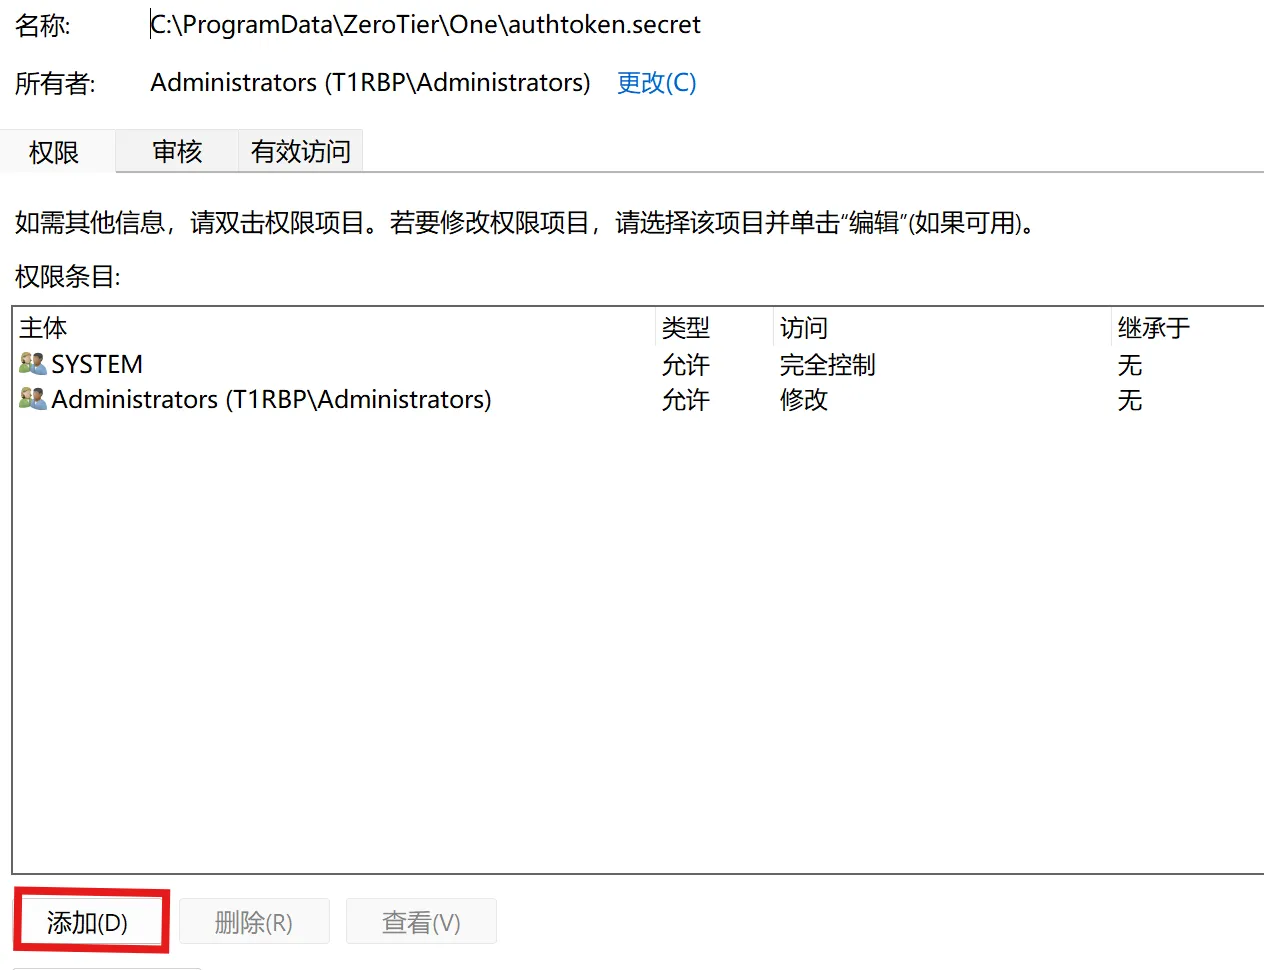 名称: C:\ProgramData\ZeroTier\One\authtoken.secret
所有者: Administrators (T1RBP\Administrators) 更改(C)
权限 审核 有效访问
如需其他信息，请双击权限项目。若要修改权限项目，请选择该项目并单击“编辑”(如果可用)。
权限条目:
主体 类型 访问 继承于
SYSTEM 允许 完全控制 无
Administrators (T1RBP\Administrators) 允许 修改 无
添加(D) 删除(R) 查看(V)